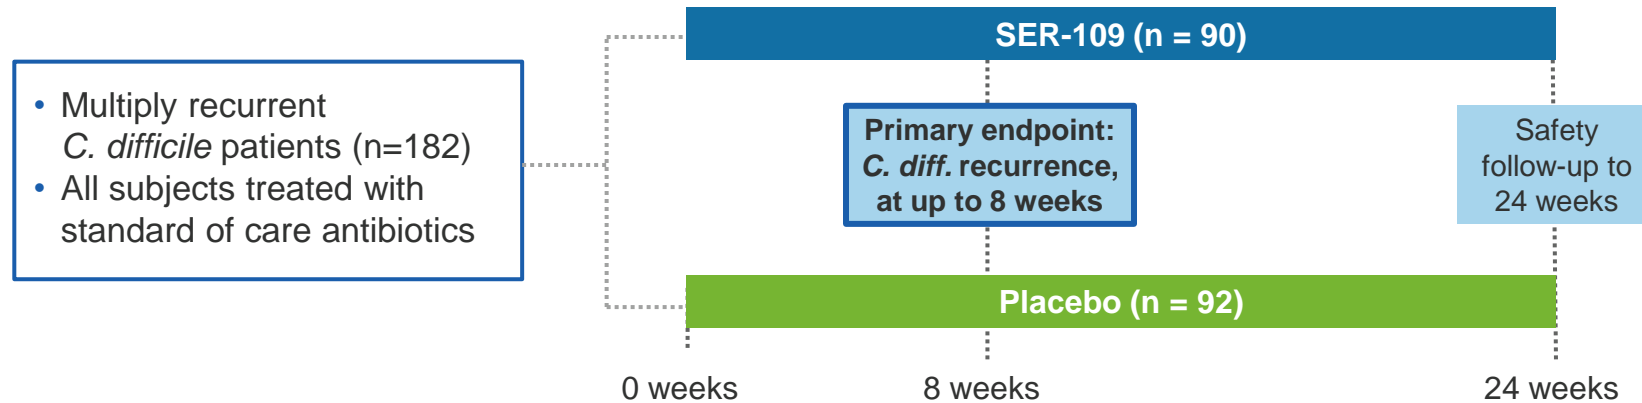 • Multiply recurrent
C. difficile patients (n=182)
• All subjects treated with
standard of care antibiotics
SER-109 (n = 90)
Primary endpoint:
C. diff. recurrence,
at up to 8 weeks
Safety
follow-up to
24 weeks
Placebo (n = 92)
0 weeks
8 weeks
24 weeks